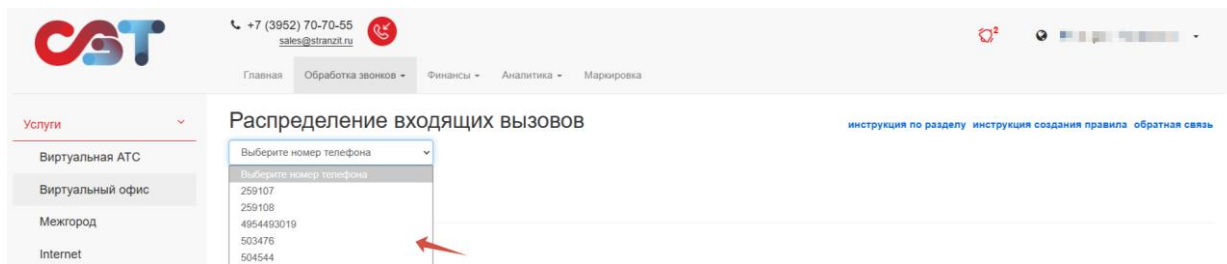 CST
+7 (3952) 70-70-55
sales@stranzit.ru
2
Главная Обработка звонков Финансы Аналитика Маркировка
Услуги
Распределение входящих вызовов
инструкция по разделу инструкция создания правила обратная связь
Виртуальная АТС
Выберите номер телефона
Выберите номер телефона
Виртуальный офис
259107
259108
Межгород
4954493019
503476
Internet
504544